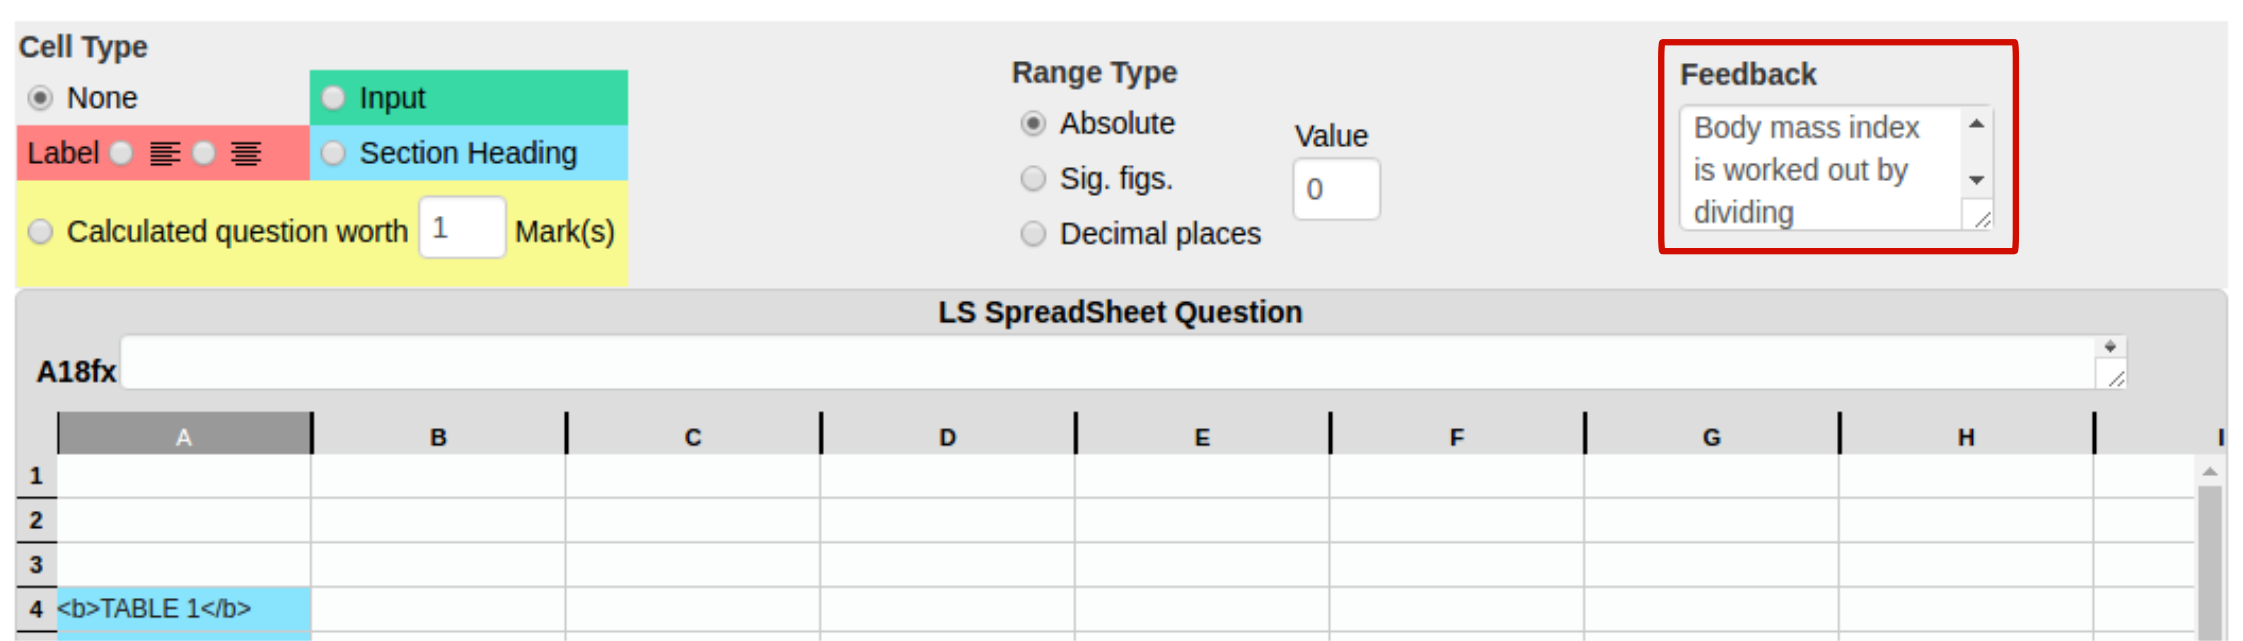 Cell Type
None
Input
Label
Section Heading
Calculated question worth 1 Mark(s)
Range Type
Absolute
Sig. figs.
Decimal places
Value
0
Feedback
Body mass index
is worked out by
dividing
LS SpreadSheet Question
A18fx
A B C D E F G H I
1
2
3
4 <b>TABLE 1</b>